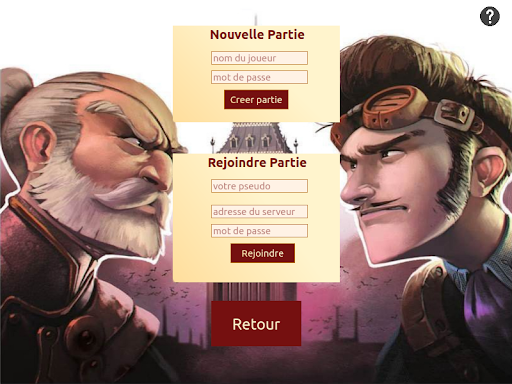 ?
Nouvelle Partie
nom du joueur
mot de passe
Creer partie
Rejoindre Partie
votre pseudo
adresse du serveur
mot de passe
Rejoindre
Retour